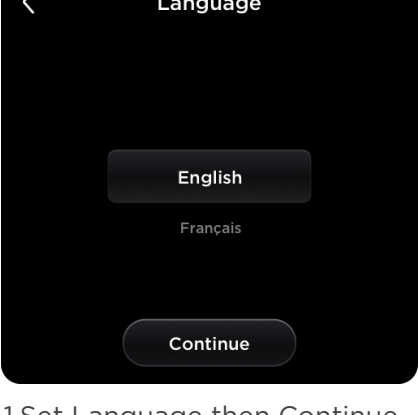 Language
English
Français
Continue
1.Set Language then Continue